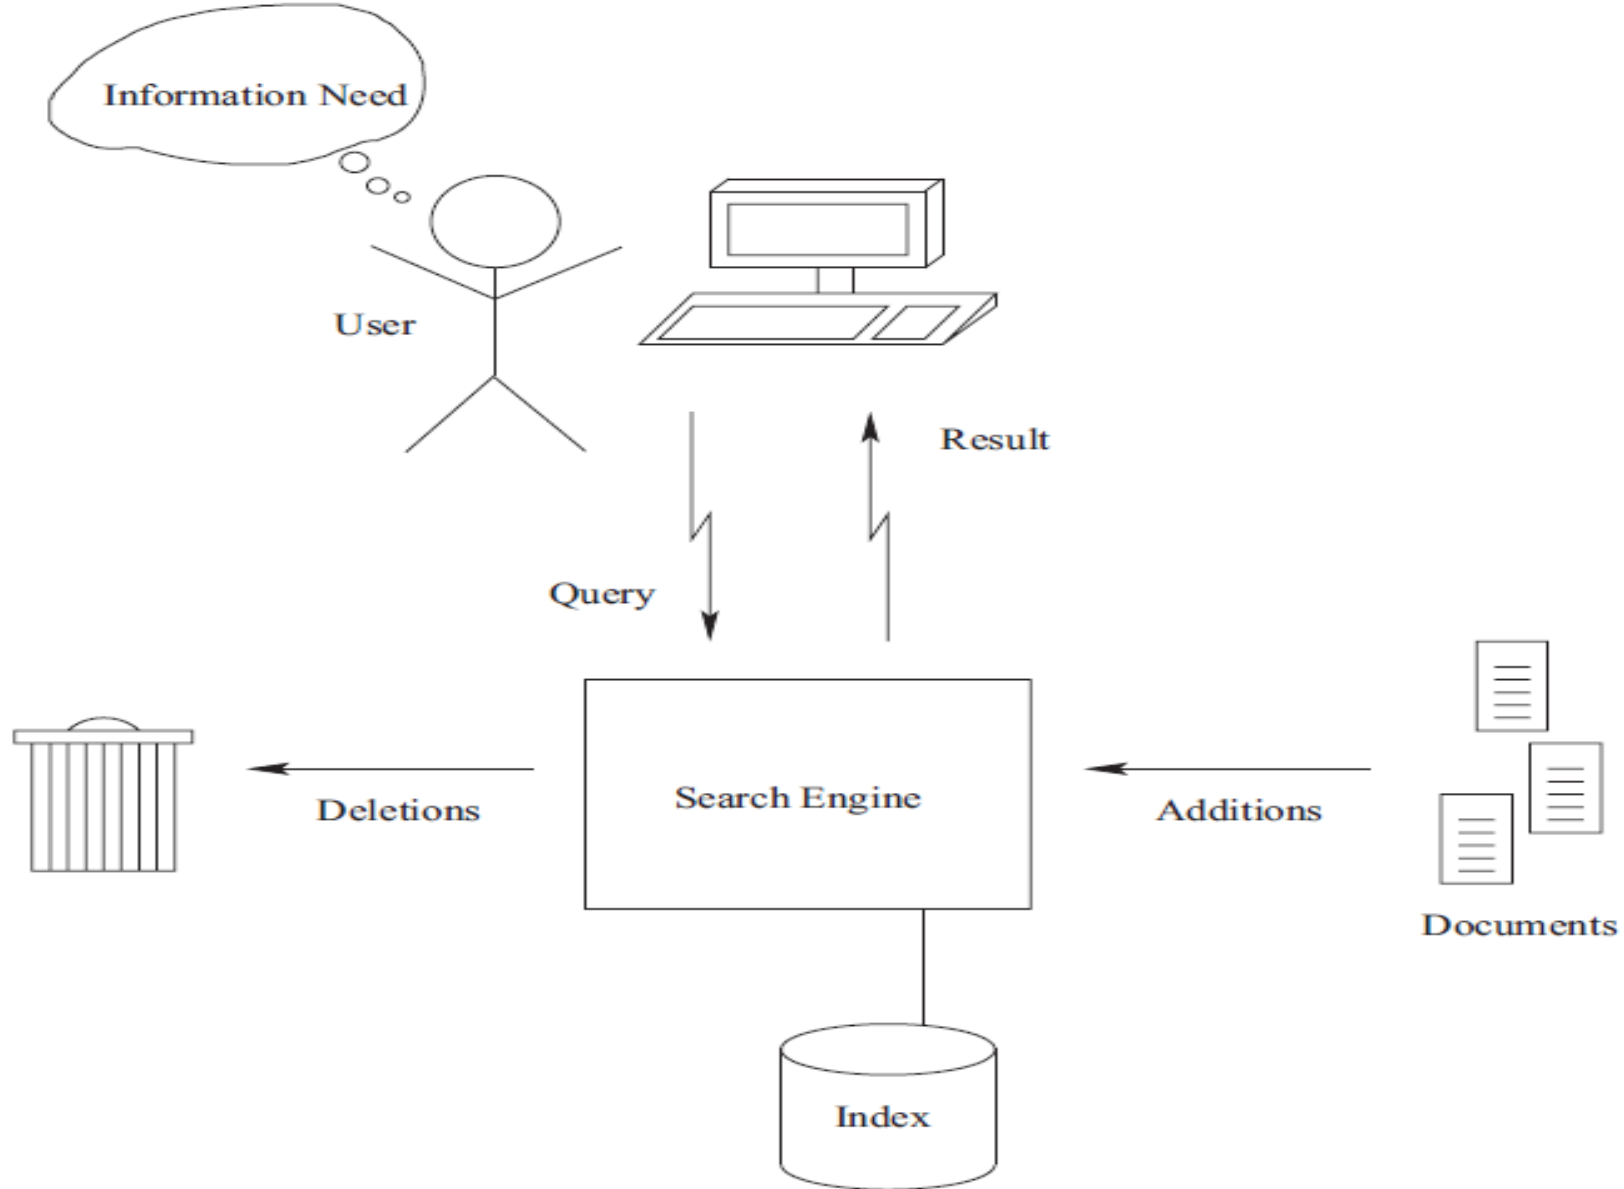 Information Need
User
Result
Query
Search Engine
Deletions
Additions
Documents
Index